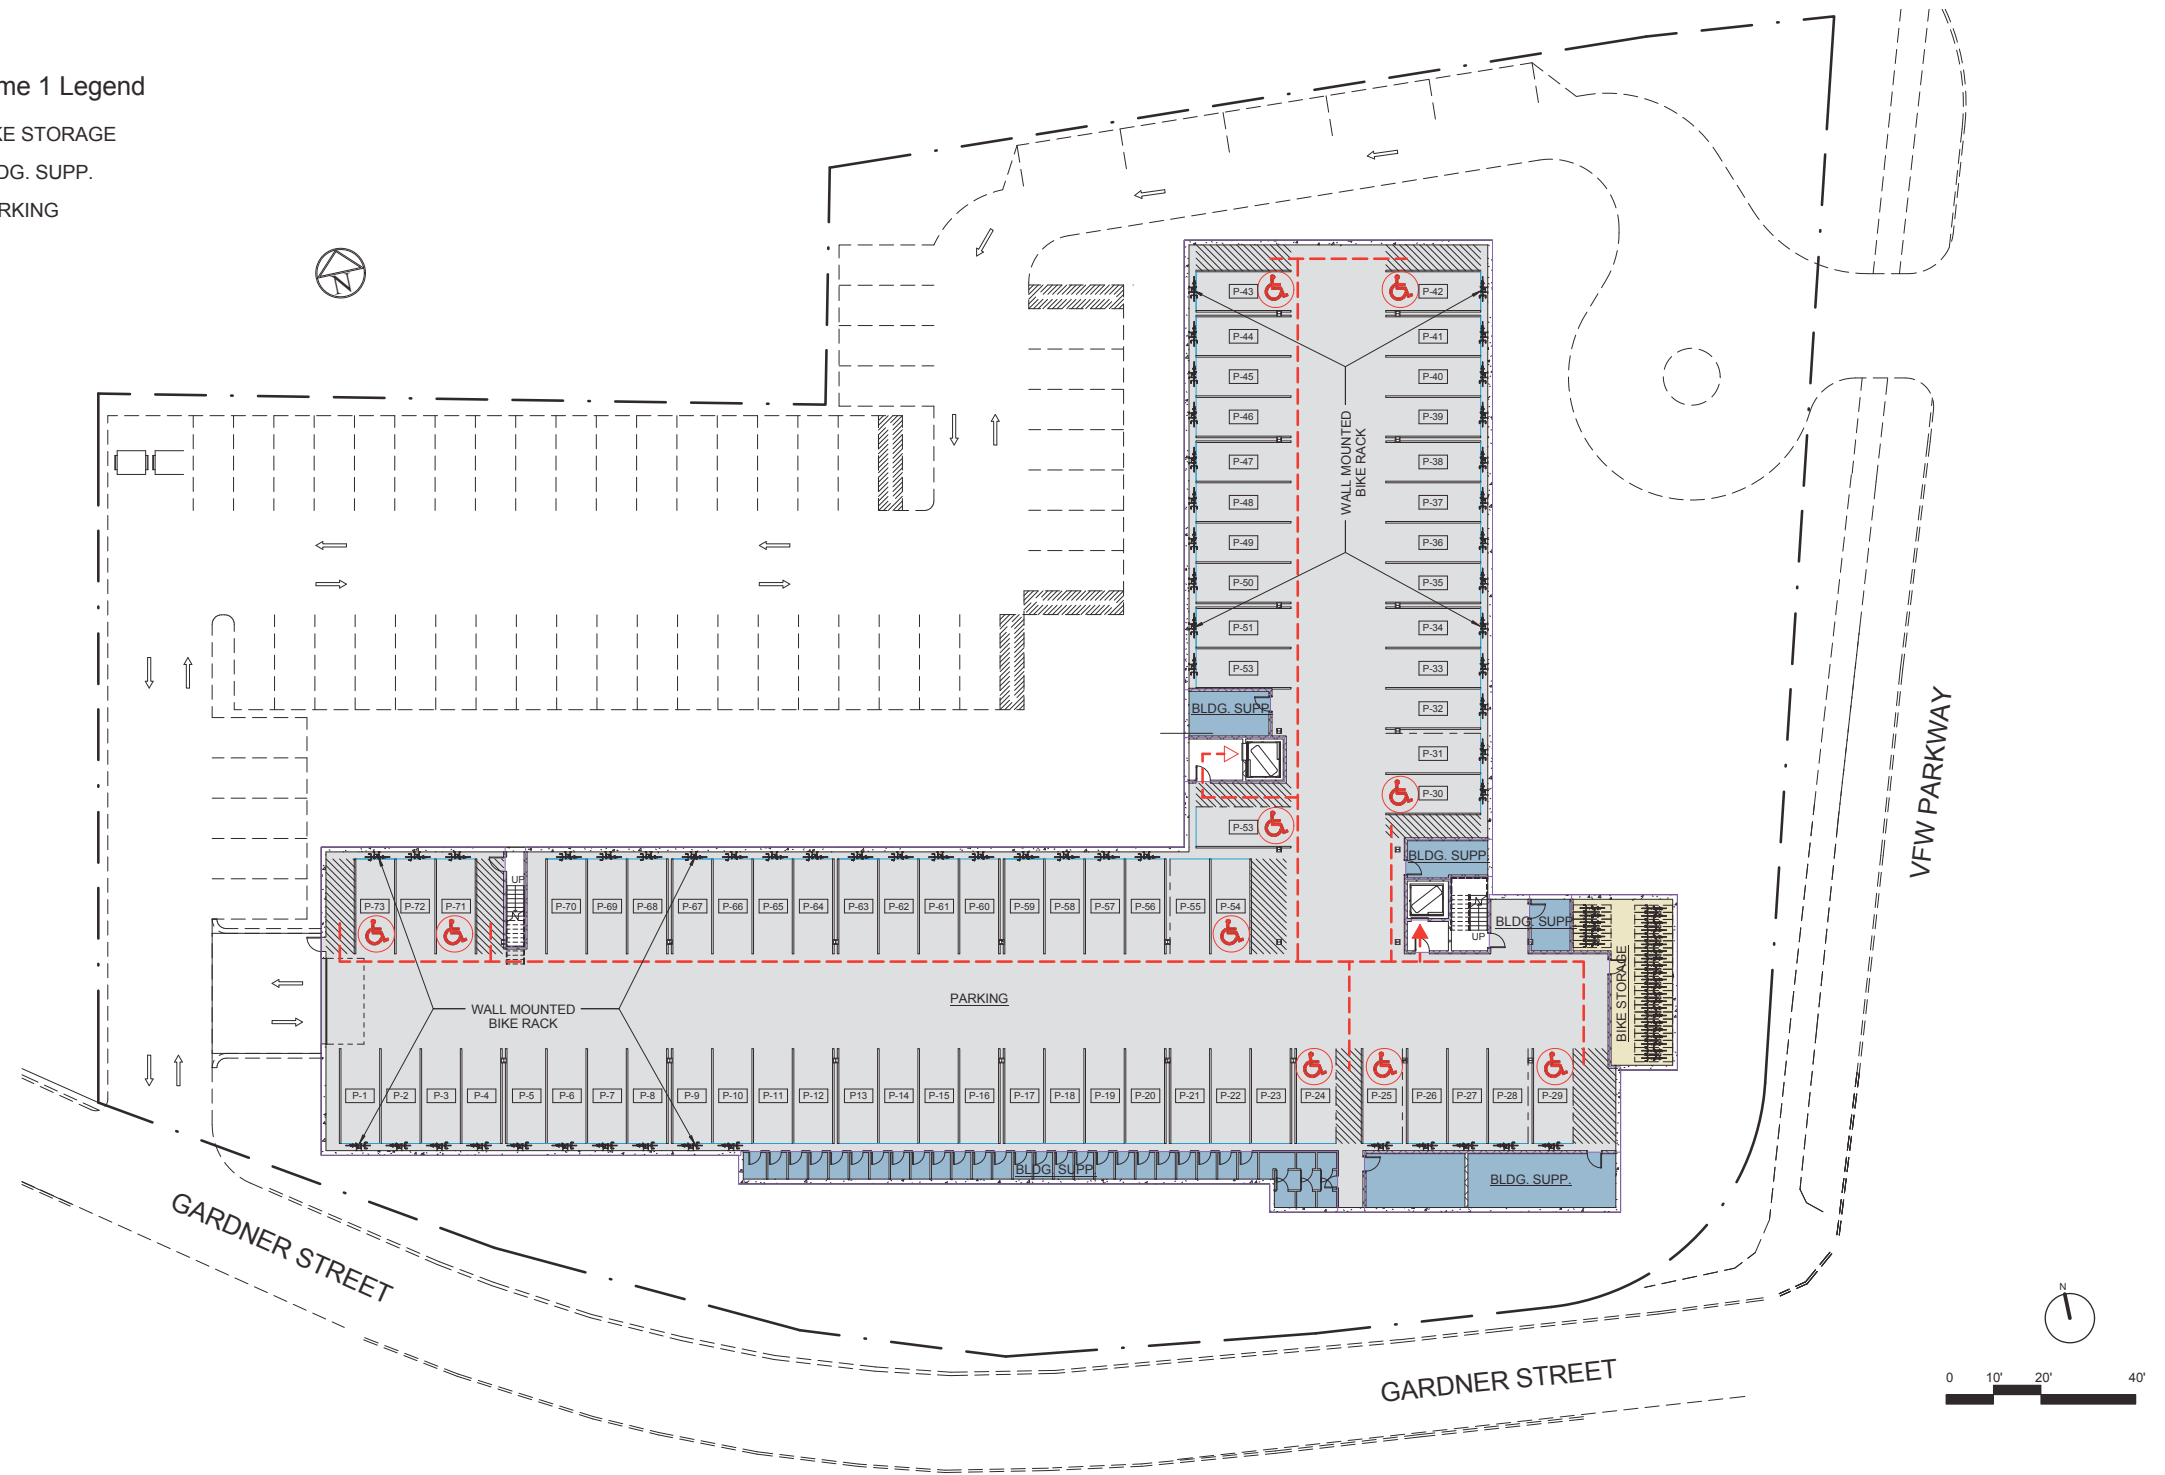 me 1 Legend
KE STORAGE
DG. SUPP.
RKING
N
P-43
P-42
P-44
P-41
P-45
P-40
P-46
P-39
P-47
P-38
P-48
P-37
P-49
P-36
P-50
P-35
P-51
P-34
P-53
P-33
WALL MOUNTED
BIKE RACK
BLDG. SUPP.
P-32
P-31
P-30
P-53
BLDG. SUPP.
UP
P-73
P-72
P-71
P-70
P-69
P-68
P-67
P-66
P-65
P-64
P-63
P-62
P-61
P-60
P-59
P-58
P-57
P-56
P-55
P-54
BLDG. SUPP.
UP
BIKE STORAGE
PARKING
WALL MOUNTED
BIKE RACK
P-1
P-2
P-3
P-4
P-5
P-6
P-7
P-8
P-9
P-10
P-11
P-12
P13
P-14
P-15
P-16
P-17
P-18
P-19
P-20
P-21
P-22
P-23
P-24
P-25
P-26
P-27
P-28
P-29
BLDG. SUPP.
BLDG. SUPP.
VFW PARKWAY
GARDNER STREET
GARDNER STREET
N
0 10' 20' 40'